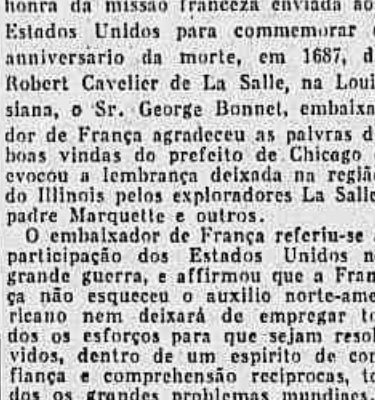 honra da missão franceza enviada aos
Estados Unidos para commemorar o
anniversario da morte, em 1687, d
Robert Cavelier de La Salle, na Loui
siana, o Sr. George Bonnet, embaixa
dor de França agradeceu as palvras d
boas vindas do prefeito de Chicago
evocou a lembrança deixada na regiã
do Illinois pelos exploradores La Salle
padre Marquette e outros.
O embaixador de França referiu-se
participação dos Estados Unidos n
grande guerra, e affirmou que a Fran
ça não esqueceu o auxilio norte-ame
ricano nem deixará de empregar to
dos os esforços para que sejam resol
vidos, dentro de um espirito de con
fiança e comprehensão reciprocas, to
dos os grandes problemas mundiaes.